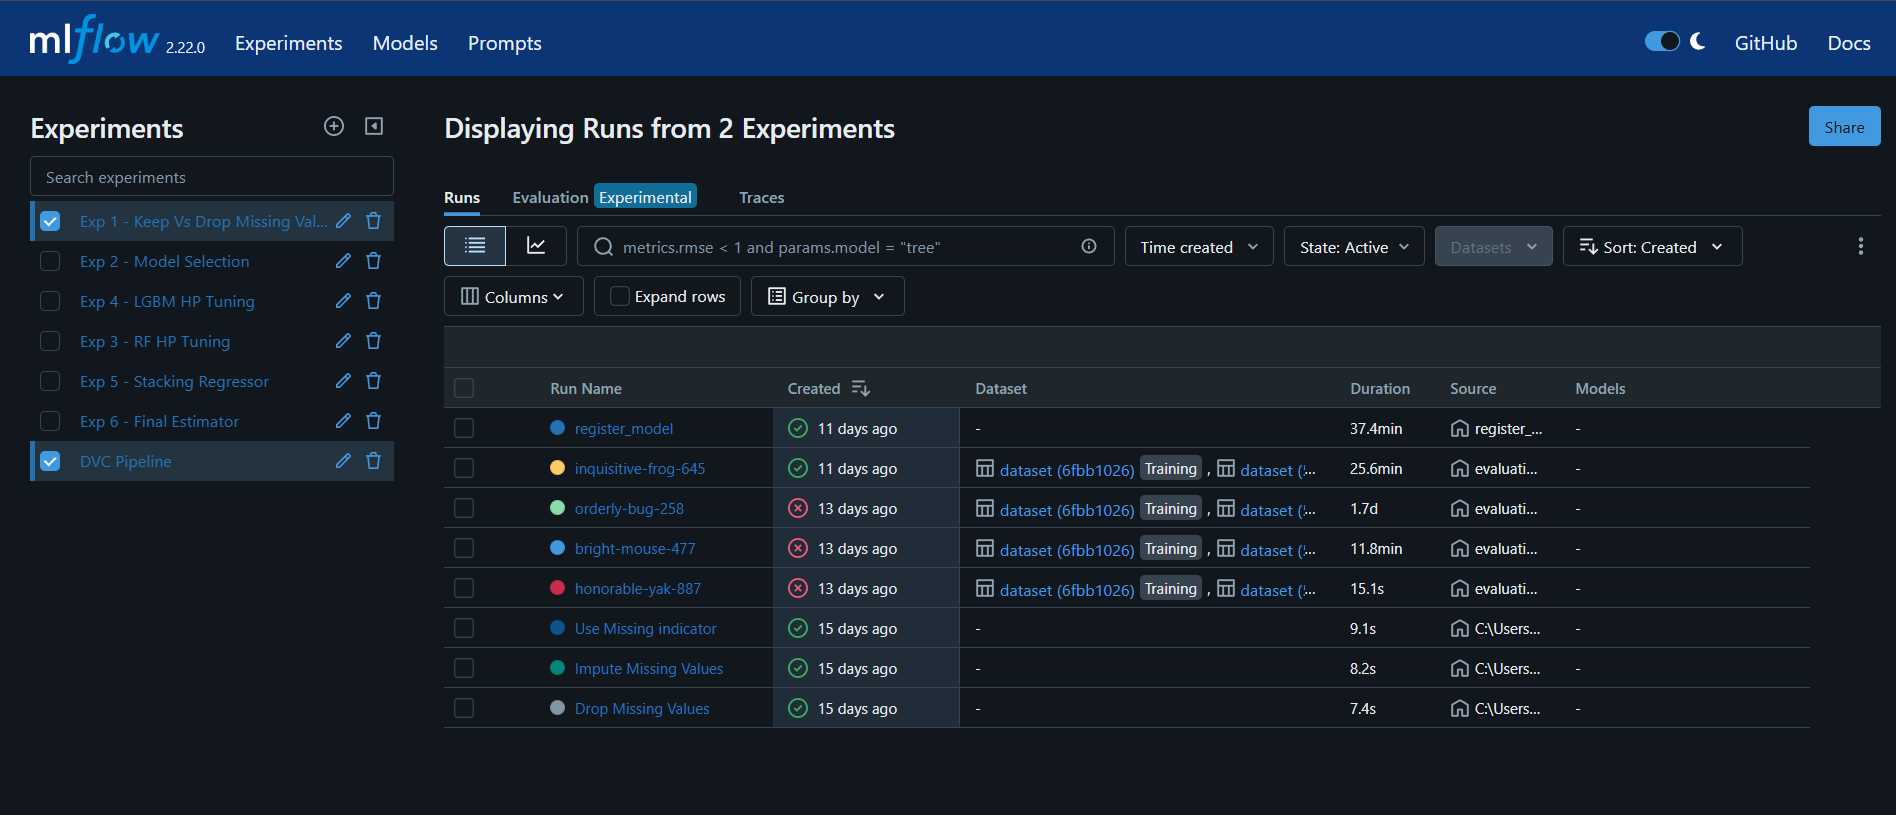 mlflow 2.22.0 Experiments Models Prompts GitHub Docs
Experiments
Search experiments
Exp 1 - Keep Vs Drop Missing Val...
Exp 2 - Model Selection
Exp 4 - LGBM HP Tuning
Exp 3 - RF HP Tuning
Exp 5 - Stacking Regressor
Exp 6 - Final Estimator
DVC Pipeline
Displaying Runs from 2 Experiments
Share
Runs Evaluation Experimental Traces
metrics.rmse < 1 and params.model = "tree" Time created State: Active Datasets Sort: Created
Columns Expand rows Group by
Run Name Created Dataset Duration Source Models
register_model 11 days ago - 37.4min register_... -
inquisitive-frog-645 11 days ago dataset (6fbb1026) Training , dataset (... 25.6min evaluati... -
orderly-bug-258 13 days ago dataset (6fbb1026) Training , dataset (... 1.7d evaluati... -
bright-mouse-477 13 days ago dataset (6fbb1026) Training , dataset (... 11.8min evaluati... -
honorable-yak-887 13 days ago dataset (6fbb1026) Training , dataset (... 15.1s evaluati... -
Use Missing indicator 15 days ago - 9.1s C:\Users... -
Impute Missing Values 15 days ago - 8.2s C:\Users... -
Drop Missing Values 15 days ago - 7.4s C:\Users... -